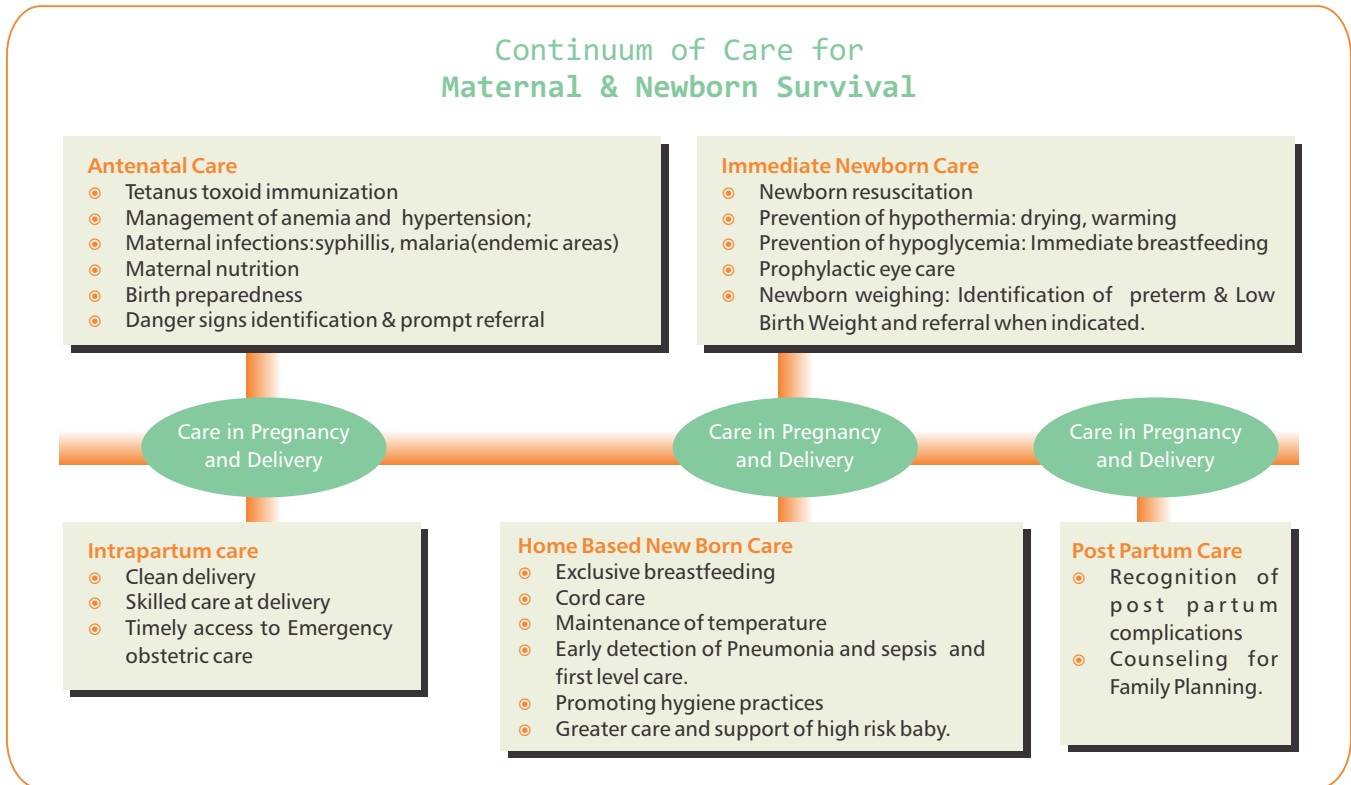 Continuum of Care for
Maternal & Newborn Survival
Antenatal Care
Tetanus toxoid immunization
Management of anemia and hypertension;
Maternal infections:syphillis, malaria(endemic areas)
Maternal nutrition
Birth preparedness
Danger signs identification & prompt referral
Immediate Newborn Care
Newborn resuscitation
Prevention of hypothermia: drying, warming
Prevention of hypoglycemia: Immediate breastfeeding
Prophylactic eye care
Newborn weighing: Identification of preterm & Low
Birth Weight and referral when indicated.
Care in Pregnancy
and Delivery
Care in Pregnancy
and Delivery
Care in Pregnancy
and Delivery
Intrapartum care
Clean delivery
Skilled care at delivery
Timely access to Emergency
obstetric care
Home Based New Born Care
Exclusive breastfeeding
Cord care
Maintenance of temperature
Early detection of Pneumonia and sepsis and
first level care.
Promoting hygiene practices
Greater care and support of high risk baby.
Post Partum Care
Recognition of
post partum
complications
Counseling for
Family Planning.